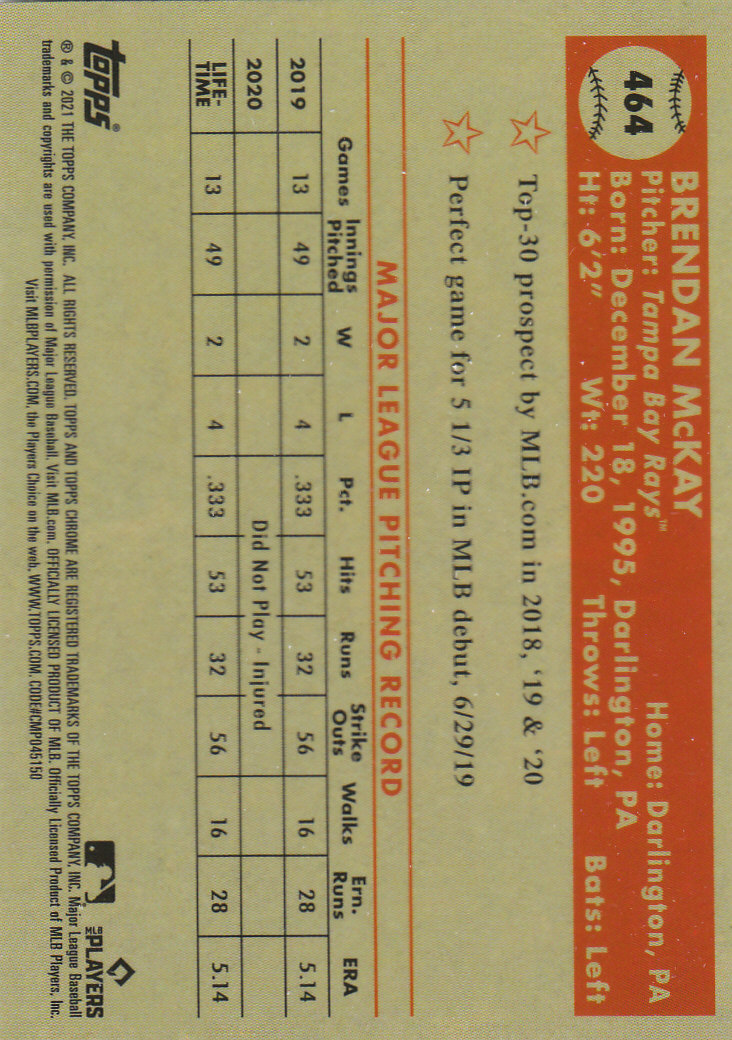 464
BRENDAN McKAY
Pitcher: Tampa Bay Rays™ Home: Darlington, PA
Born: December 18, 1995, Darlington, PA
Ht: 6'2" Wt: 220 Throws: Left Bats: Left
Top-30 prospect by MLB.com in 2018, '19 & '20
Perfect game for 5 1/3 IP in MLB debut, 6/29/19
MAJOR LEAGUE PITCHING RECORD
Games Innings Pitched W L Pct. Hits Runs Strike Outs Walks Ern. Runs ERA
2019 13 49 2 4 .333 53 32 56 16 28 5.14
2020 Did Not Play - Injured
LIFE-TIME 13 49 2 4 .333 53 32 56 16 28 5.14
topps®
MLB PLAYERS
® & © 2021 THE TOPPS COMPANY, INC. ALL RIGHTS RESERVED. TOPPS AND TOPPS CHROME ARE REGISTERED TRADEMARKS OF THE TOPPS COMPANY, INC. Major League Baseball
trademarks and copyrights are used with permission of Major League Baseball. Visit MLB.com. OFFICIALLY LICENSED PRODUCT OF MLB. Officially Licensed Product of MLB Players, Inc.
Visit MLBPLAYERS.COM, the Players Choice on the web. WWW.TOPPS.COM. CODE#CMP045150